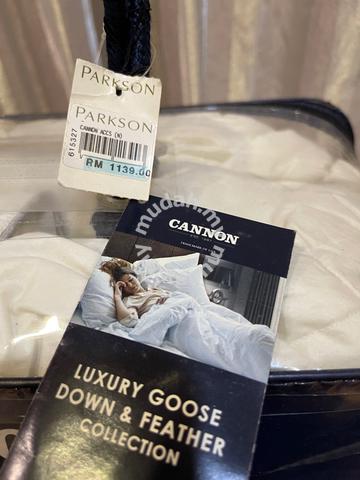 PARKSON
PARKSON
CANNON ACCS (N)
615327
RM 1139.00
mudah.my
CANNON
LUXURY GOOSE
DOWN & FEATHER
COLLECTION